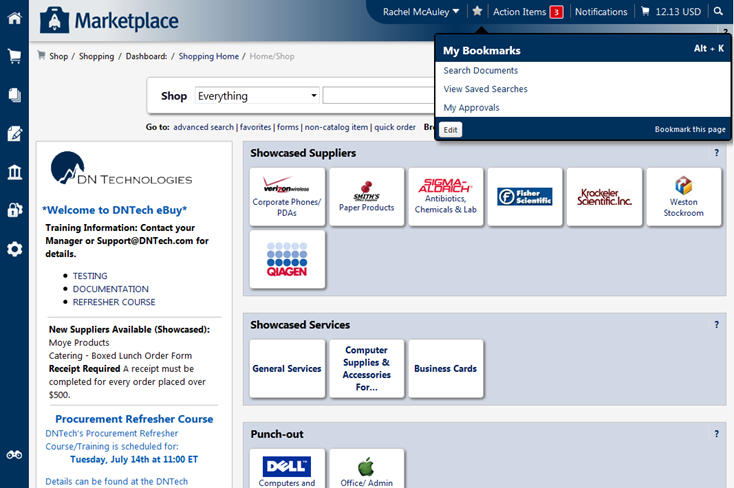 Marketplace
Rachel McAuley
Action Items 3
Notifications
12.13 USD
?
Shop / Shopping / Dashboard: / Shopping Home / Home/Shop
My Bookmarks Alt + K
Search Documents
View Saved Searches
My Approvals
Edit Bookmark this page
Shop Everything
Go to: advanced search | favorites | forms | non-catalog item | quick order
DN TECHNOLOGIES
*Welcome to DNTech eBuy*
Training Information: Contact your
Manager or Support@DNTech.com for
details.
TESTING
DOCUMENTATION
REFRESHER COURSE
New Suppliers Available (Showcased):
Moye Products
Catering - Boxed Lunch Order Form
Receipt Required A receipt must be
completed for every order placed over
$500.
Procurement Refresher Course
DNTech's Procurement Refresher
Course/Training is scheduled for:
Tuesday, July 14th at 11:00 ET
Details can be found at the DNTech
Showcased Suppliers ?
verizonwireless
Corporate Phones/
PDAs
SMITH'S
Paper Products
SIGMA-
ALDRICH
Antibiotics,
Chemicals & Lab
Fisher
Scientific
Krockeler
Scientific.Inc.
Weston
Stockroom
QIAGEN
Showcased Services ?
General Services
Computer
Supplies &
Accessories
For...
Business Cards
Punch-out ?
DELL
Computers and
Office/ Admin